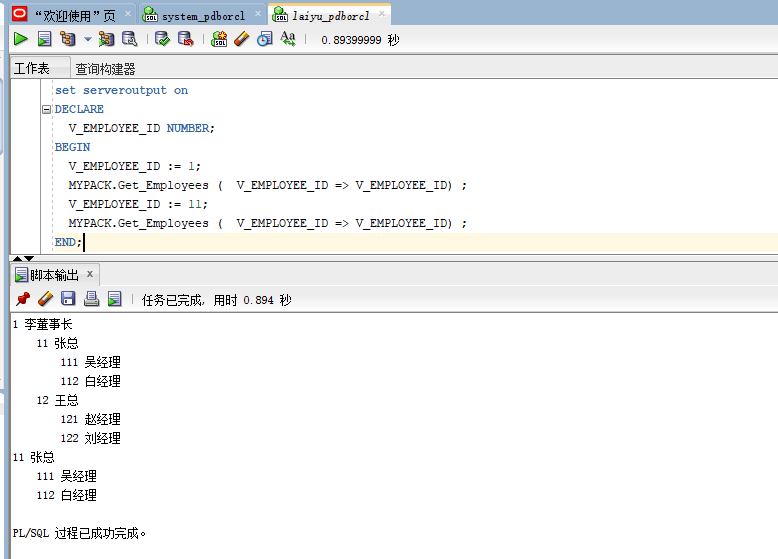 “欢迎使用”页 × system_pdborcl × laiyu_pdborcl ×
SQL SQL Aa 0.89399999 秒
工作表 查询构建器
set serveroutput on
DECLARE
V_EMPLOYEE_ID NUMBER;
BEGIN
V_EMPLOYEE_ID := 1;
MYPACK.Get_Employees (  V_EMPLOYEE_ID => V_EMPLOYEE_ID) ;
V_EMPLOYEE_ID := 11;
MYPACK.Get_Employees (  V_EMPLOYEE_ID => V_EMPLOYEE_ID) ;
END;
脚本输出 ×
任务已完成, 用时 0.894 秒
1 李董事长
11 张总
111 吴经理
112 白经理
12 王总
121 赵经理
122 刘经理
11 张总
111 吴经理
112 白经理
PL/SQL 过程已成功完成。